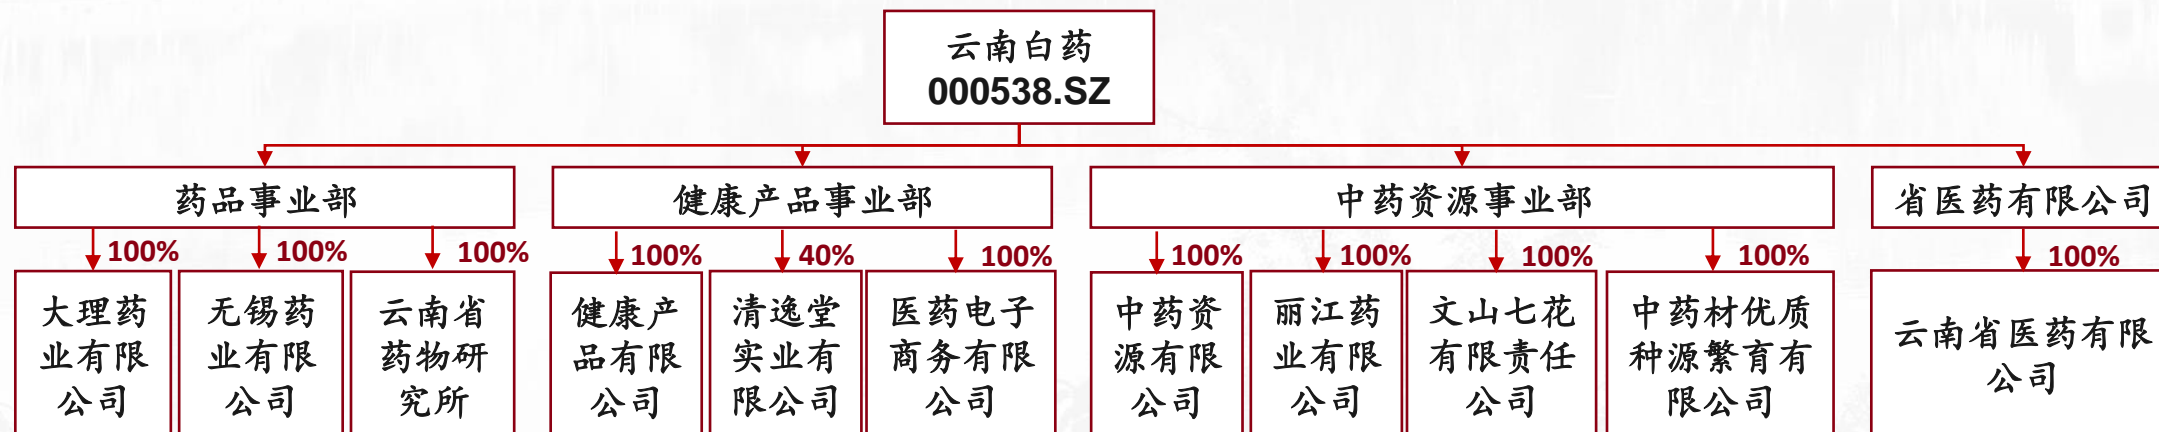 云南白药
000538.SZ
药品事业部
健康产品事业部
中药资源事业部
省医药有限公司
100%
100%
100%
100%
40%
100%
100%
100%
100%
100%
100%
大理药
业有限
公司
无锡药
业有限
公司
云南省
药物研
究所
健康产
品有限
公司
清逸堂
实业有
限公司
医药电子
商务有限
公司
中药资
源有限
公司
丽江药
业有限
公司
文山七花
有限责任
公司
中药材优质
种源繁育有
限公司
云南省医药有限
公司